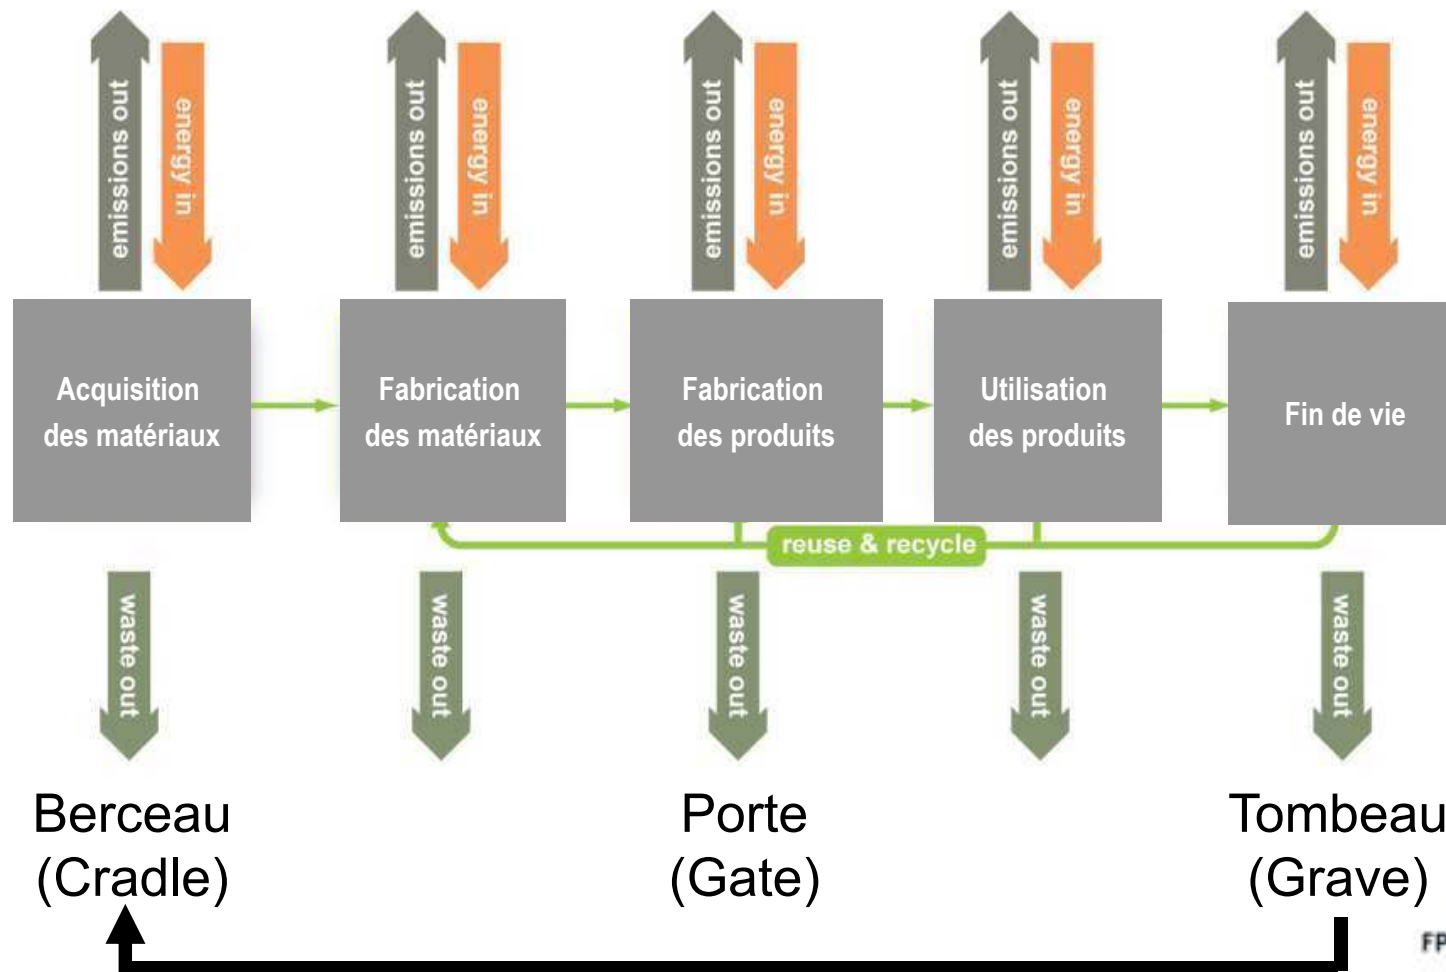 emissions out
energy in
emissions out
energy in
emissions out
energy in
emissions out
energy in
emissions out
energy in
Acquisition
des matériaux
Fabrication
des matériaux
Fabrication
des produits
Utilisation
des produits
Fin de vie
reuse & recycle
waste out
waste out
waste out
waste out
waste out
Berceau
(Cradle)
Porte
(Gate)
Tombeau
(Grave)
FP